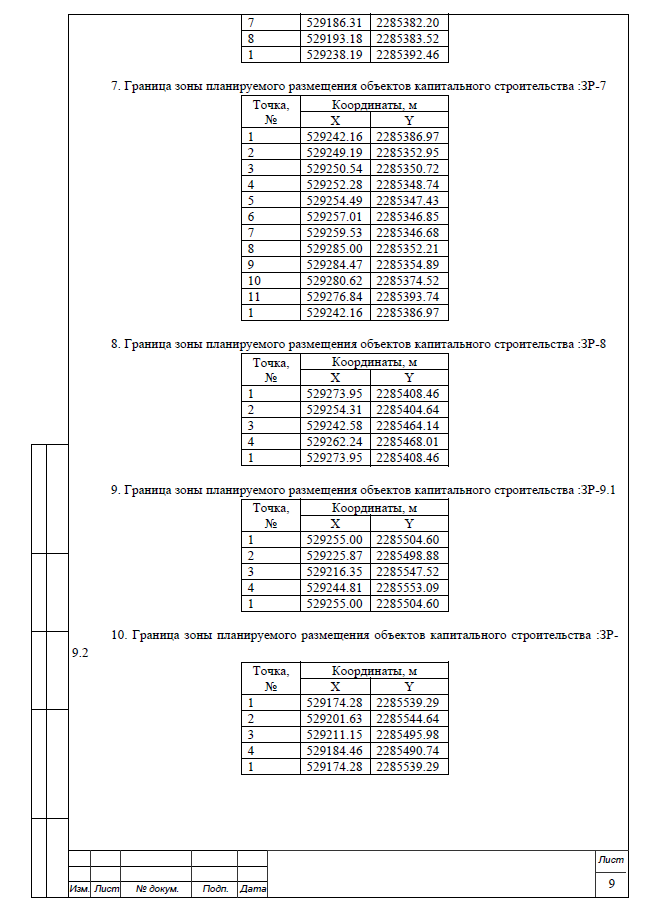 7 529186.31 2285382.20
8 529193.18 2285383.52
1 529238.19 2285392.46
7. Граница зоны планируемого размещения объектов капитального строительства :ЗР-7
Точка, Координаты, м
№ X Y
1 529242.16 2285386.97
2 529249.19 2285352.95
3 529250.54 2285350.72
4 529252.28 2285348.74
5 529254.49 2285347.43
6 529257.01 2285346.85
7 529259.53 2285346.68
8 529285.00 2285352.21
9 529284.47 2285354.89
10 529280.62 2285374.52
11 529276.84 2285393.74
1 529242.16 2285386.97
8. Граница зоны планируемого размещения объектов капитального строительства :ЗР-8
Точка, Координаты, м
№ X Y
1 529273.95 2285408.46
2 529254.31 2285404.64
3 529242.58 2285464.14
4 529262.24 2285468.01
1 529273.95 2285408.46
9. Граница зоны планируемого размещения объектов капитального строительства :ЗР-9.1
Точка, Координаты, м
№ X Y
1 529255.00 2285504.60
2 529225.87 2285498.88
3 529216.35 2285547.52
4 529244.81 2285553.09
1 529255.00 2285504.60
10. Граница зоны планируемого размещения объектов капитального строительства :ЗР-
9.2
Точка, Координаты, м
№ X Y
1 529174.28 2285539.29
2 529201.63 2285544.64
3 529211.15 2285495.98
4 529184.46 2285490.74
1 529174.28 2285539.29
Лист
9
Изм. Лист № докум. Подп. Дата